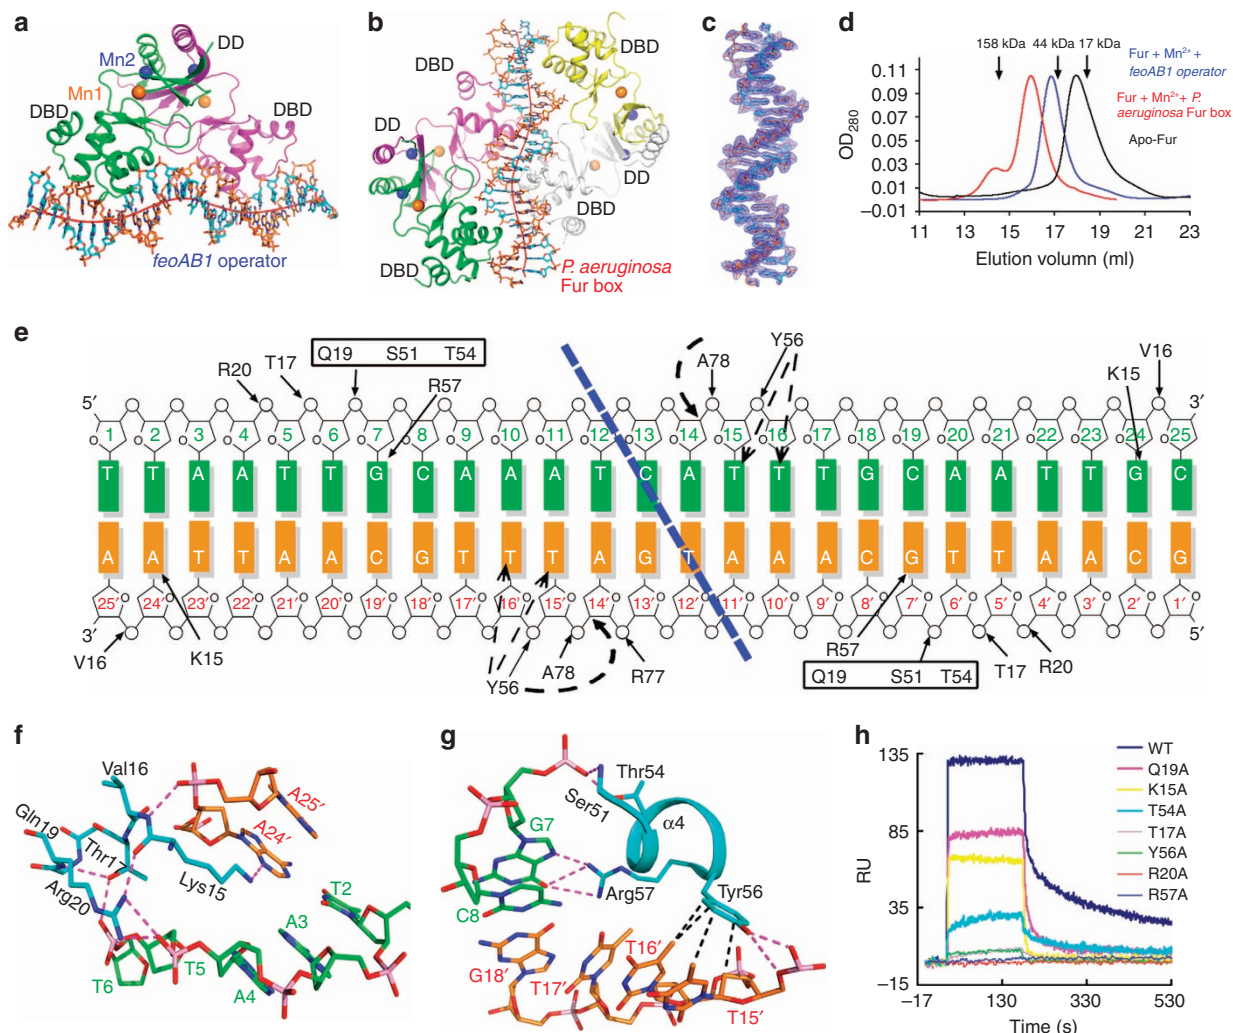 a
DD
Mn2
Mn1
DBD
DBD
feoAB1 operator
b
DBD
DBD
DD
DD
DBD
DBD
P. aeruginosa
Fur box
c
d
158 kDa 44 kDa 17 kDa
Fur + Mn²⁺ +
feoAB1 operator
Fur + Mn²⁺ + P.
aeruginosa Fur box
Apo-Fur
OD₂₈₀
0.11
0.09
0.07
0.05
0.03
0.01
−0.01
11 13 15 17 19 21 23
Elution volumn (ml)
e
R20 T17 Q19 S51 T54 R57 A78 Y56 K15 V16
5′ 3′
1 2 3 4 5 6 7 8 9 10 11 12 13 14 15 16 17 18 19 20 21 22 23 24 25
T T A A T T G C A A A T C A T T T G C A A T T G C
A A T T A A C G T T T A G T A A A C G T T A A C G
25′ 24′ 23′ 22′ 21′ 20′ 19′ 18′ 17′ 16′ 15′ 14′ 13′ 12′ 11′ 10′ 9′ 8′ 7′ 6′ 5′ 4′ 3′ 2′ 1′
3′ 5′
V16 K15 Y56 A78 R77 R57 Q19 S51 T54 T17 R20
f
Val16
Gln19
Thr17
Arg20
Lys15
A25′
A24′
T2
A3
A4
T5
T6
g
Thr54
Ser51
α4
G7
Arg57
Tyr56
C8
T16′
G18′
T17′
T15′
h
RU
135
85
35
−15
−17 130 330 530
Time (s)
WT
Q19A
K15A
T54A
T17A
Y56A
R20A
R57A